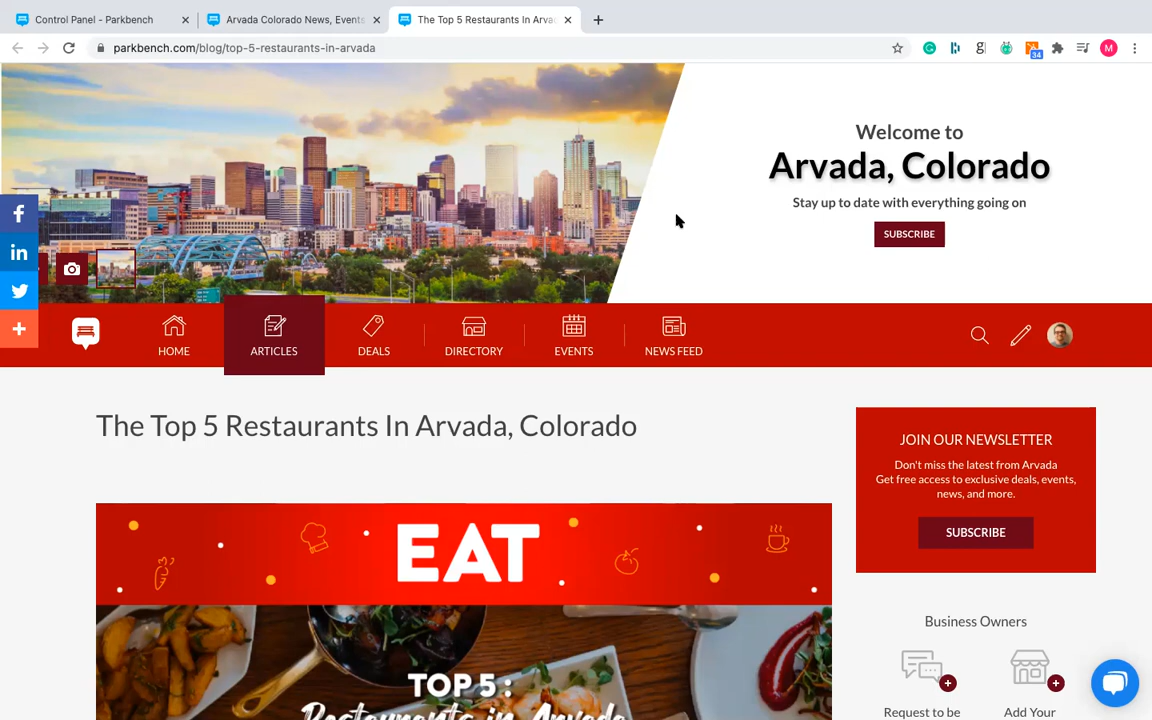 Control Panel - Parkbench
Arvada Colorado News, Events
The Top 5 Restaurants In Arva
parkbench.com/blog/top-5-restaurants-in-arvada
34
M
Welcome to
Arvada, Colorado
Stay up to date with everything going on
SUBSCRIBE
HOME
ARTICLES
DEALS
DIRECTORY
EVENTS
NEWS FEED
The Top 5 Restaurants In Arvada, Colorado
JOIN OUR NEWSLETTER
Don't miss the latest from Arvada
Get free access to exclusive deals, events,
news, and more.
SUBSCRIBE
EAT
TOP 5:
Restaurants in Arvada
Business Owners
Request to be
Add Your